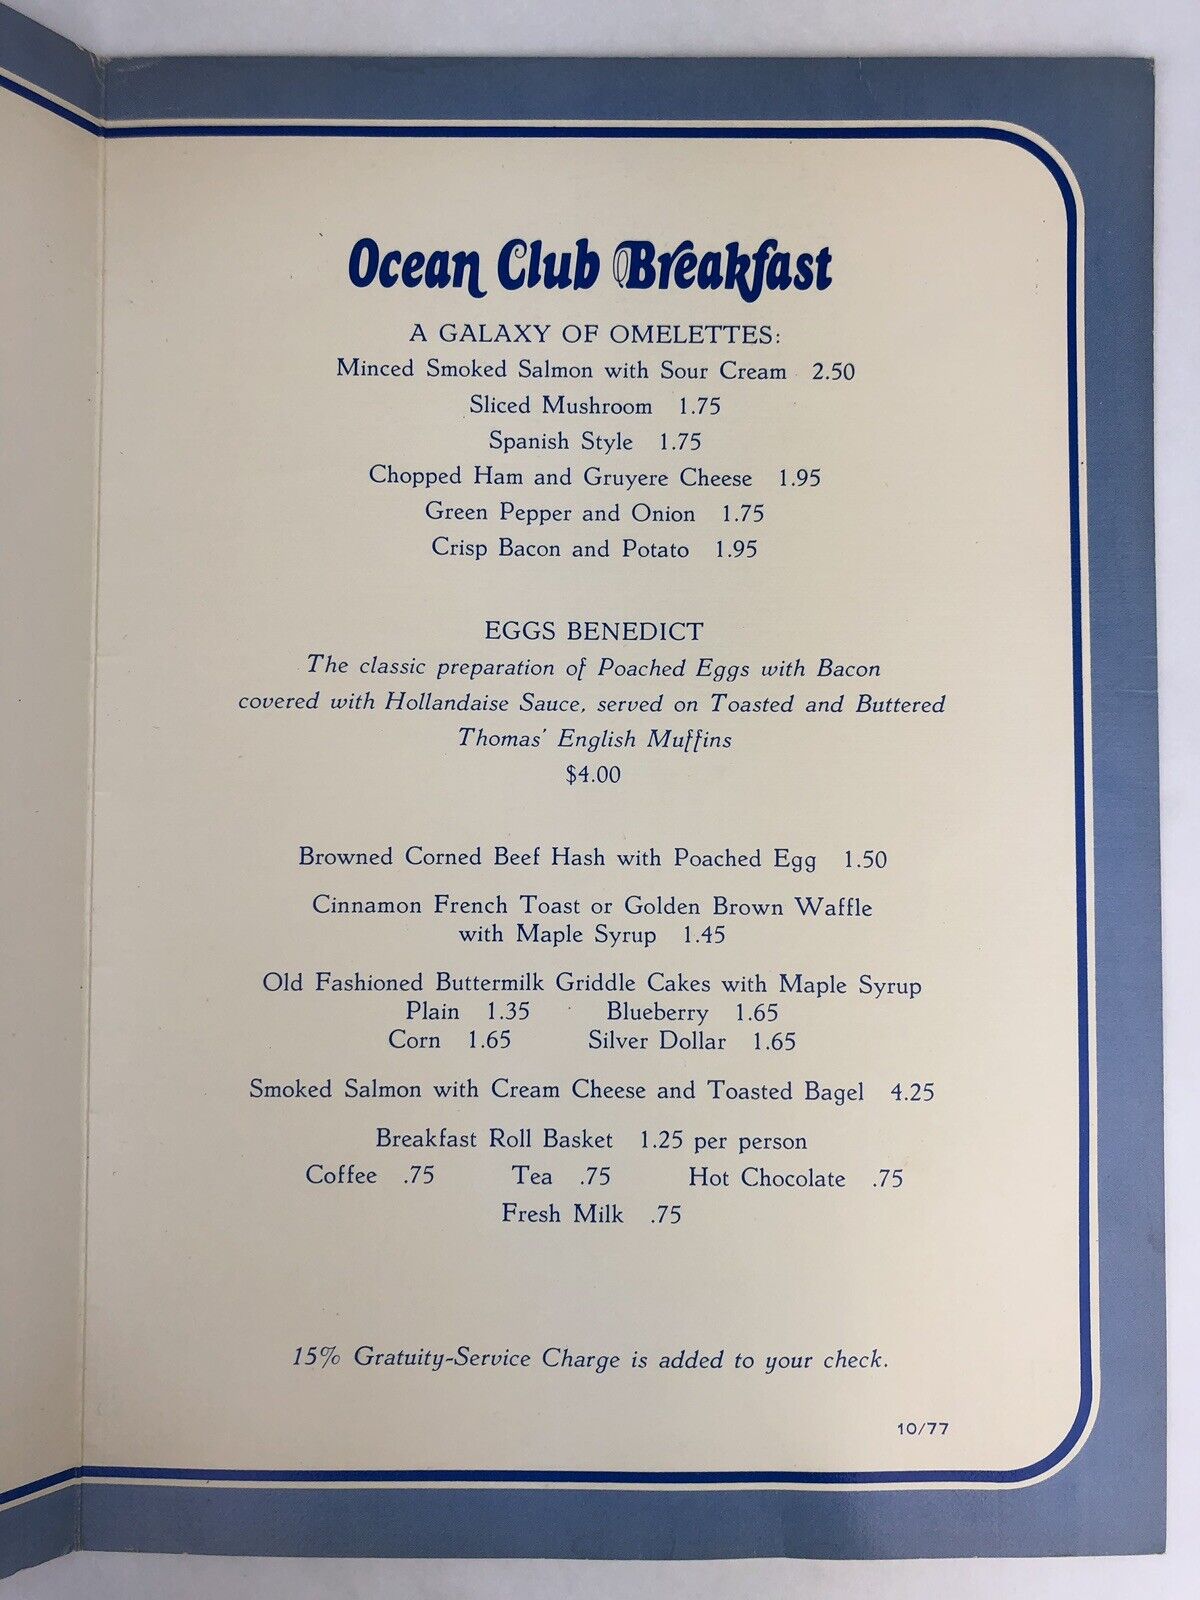 Ocean Club Breakfast
A GALAXY OF OMELETTES:
Minced Smoked Salmon with Sour Cream 2.50
Sliced Mushroom 1.75
Spanish Style 1.75
Chopped Ham and Gruyere Cheese 1.95
Green Pepper and Onion 1.75
Crisp Bacon and Potato 1.95
EGGS BENEDICT
The classic preparation of Poached Eggs with Bacon
covered with Hollandaise Sauce, served on Toasted and Buttered
Thomas' English Muffins
$4.00
Browned Corned Beef Hash with Poached Egg 1.50
Cinnamon French Toast or Golden Brown Waffle
with Maple Syrup 1.45
Old Fashioned Buttermilk Griddle Cakes with Maple Syrup
Plain 1.35 Blueberry 1.65
Corn 1.65 Silver Dollar 1.65
Smoked Salmon with Cream Cheese and Toasted Bagel 4.25
Breakfast Roll Basket 1.25 per person
Coffee .75 Tea .75 Hot Chocolate .75
Fresh Milk .75
15% Gratuity-Service Charge is added to your check.
10/77